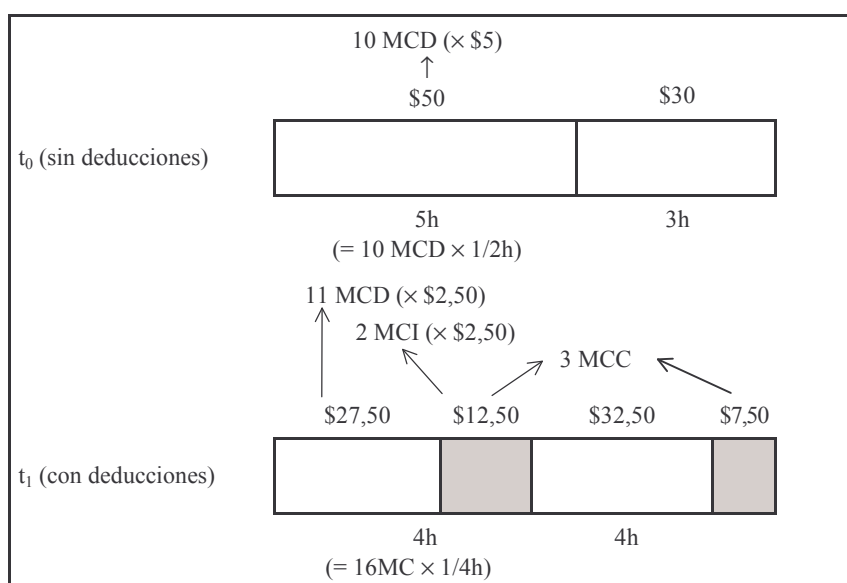 10 MCD (× $5)
↑
$50 $30
t₀ (sin deducciones)
5h 3h
(= 10 MCD × 1/2h)
11 MCD (× $2,50)
2 MCI (× $2,50)
3 MCC
$27,50 $12,50 $32,50 $7,50
t₁ (con deducciones)
4h 4h
(= 16MC × 1/4h)